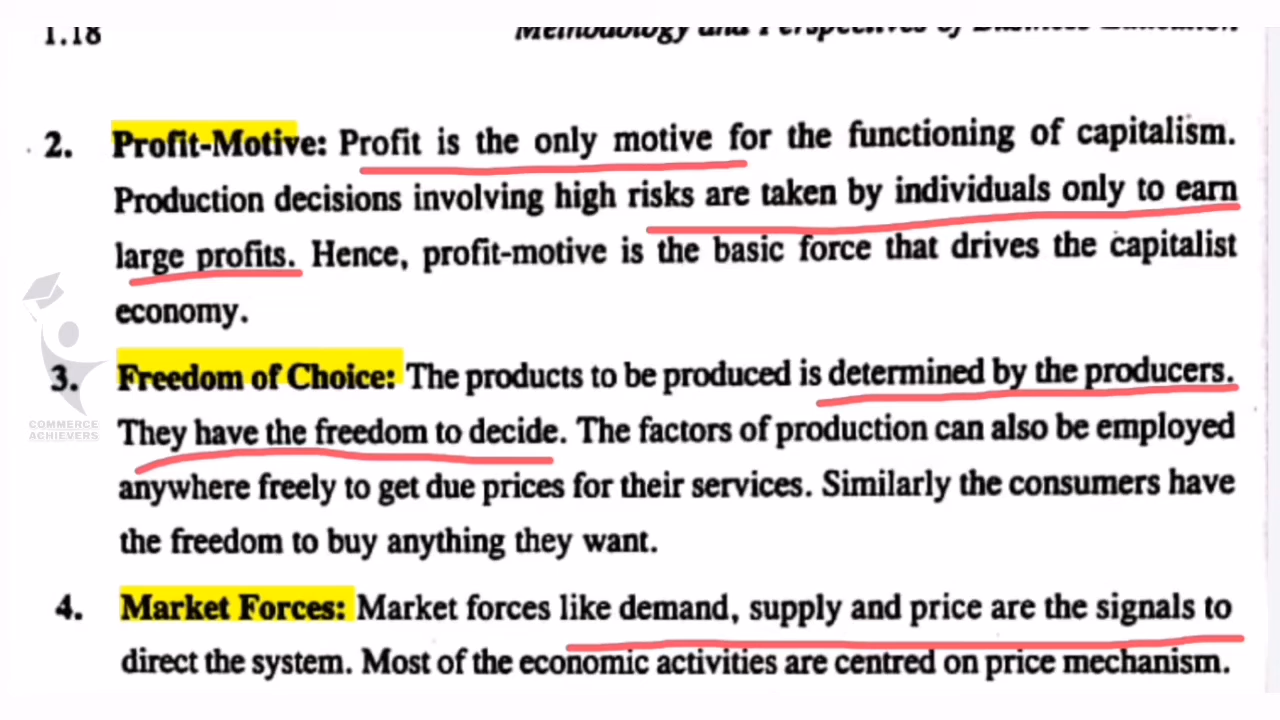 1.18 Methodology and Perspectives of Business Education
2. Profit-Motive: Profit is the only motive for the functioning of capitalism.
Production decisions involving high risks are taken by individuals only to earn
large profits. Hence, profit-motive is the basic force that drives the capitalist
economy.
3. Freedom of Choice: The products to be produced is determined by the producers.
They have the freedom to decide. The factors of production can also be employed
anywhere freely to get due prices for their services. Similarly the consumers have
the freedom to buy anything they want.
4. Market Forces: Market forces like demand, supply and price are the signals to
direct the system. Most of the economic activities are centred on price mechanism.
COMMERCE
ACHIEVERS